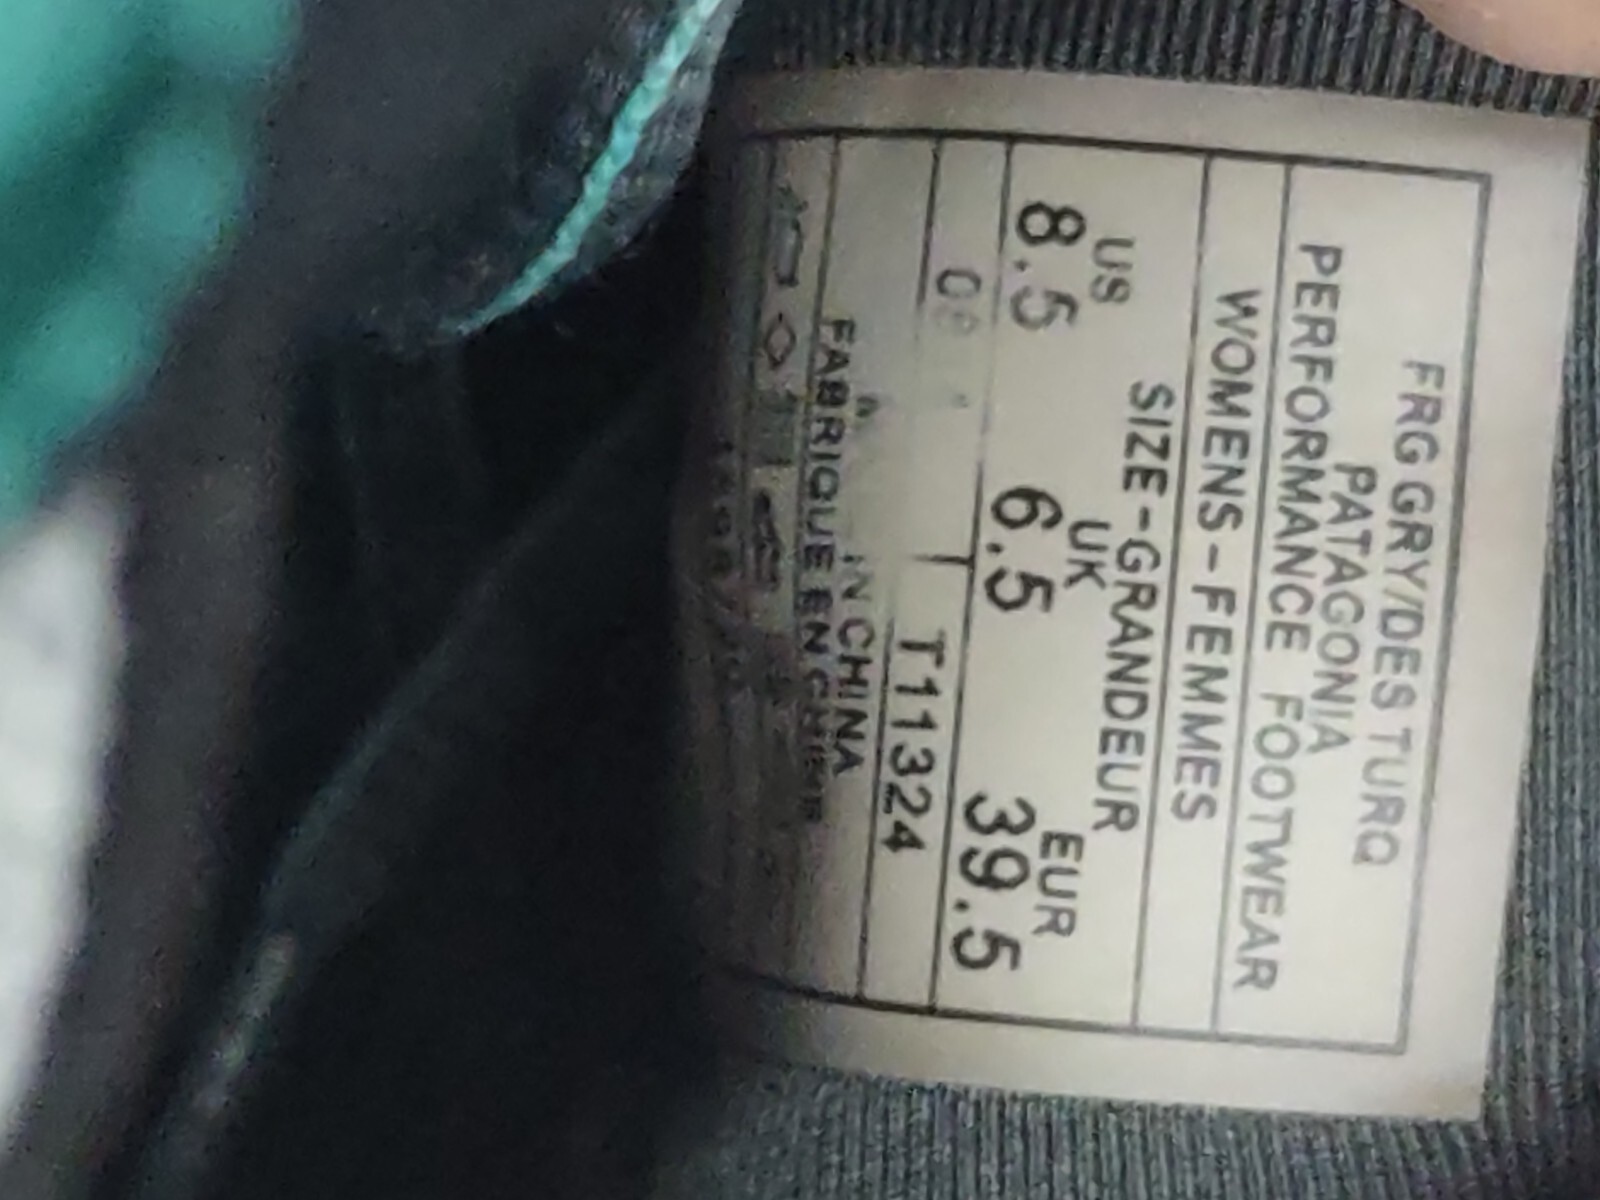 FRG GRY/DES TURQ
PATAGONIA
PERFORMANCE FOOTWEAR
WOMENS-FEMMES
SIZE-GRANDEUR
US UK EUR
8.5 6.5 39.5
T11324
IN CHINA
FABRIQUE EN